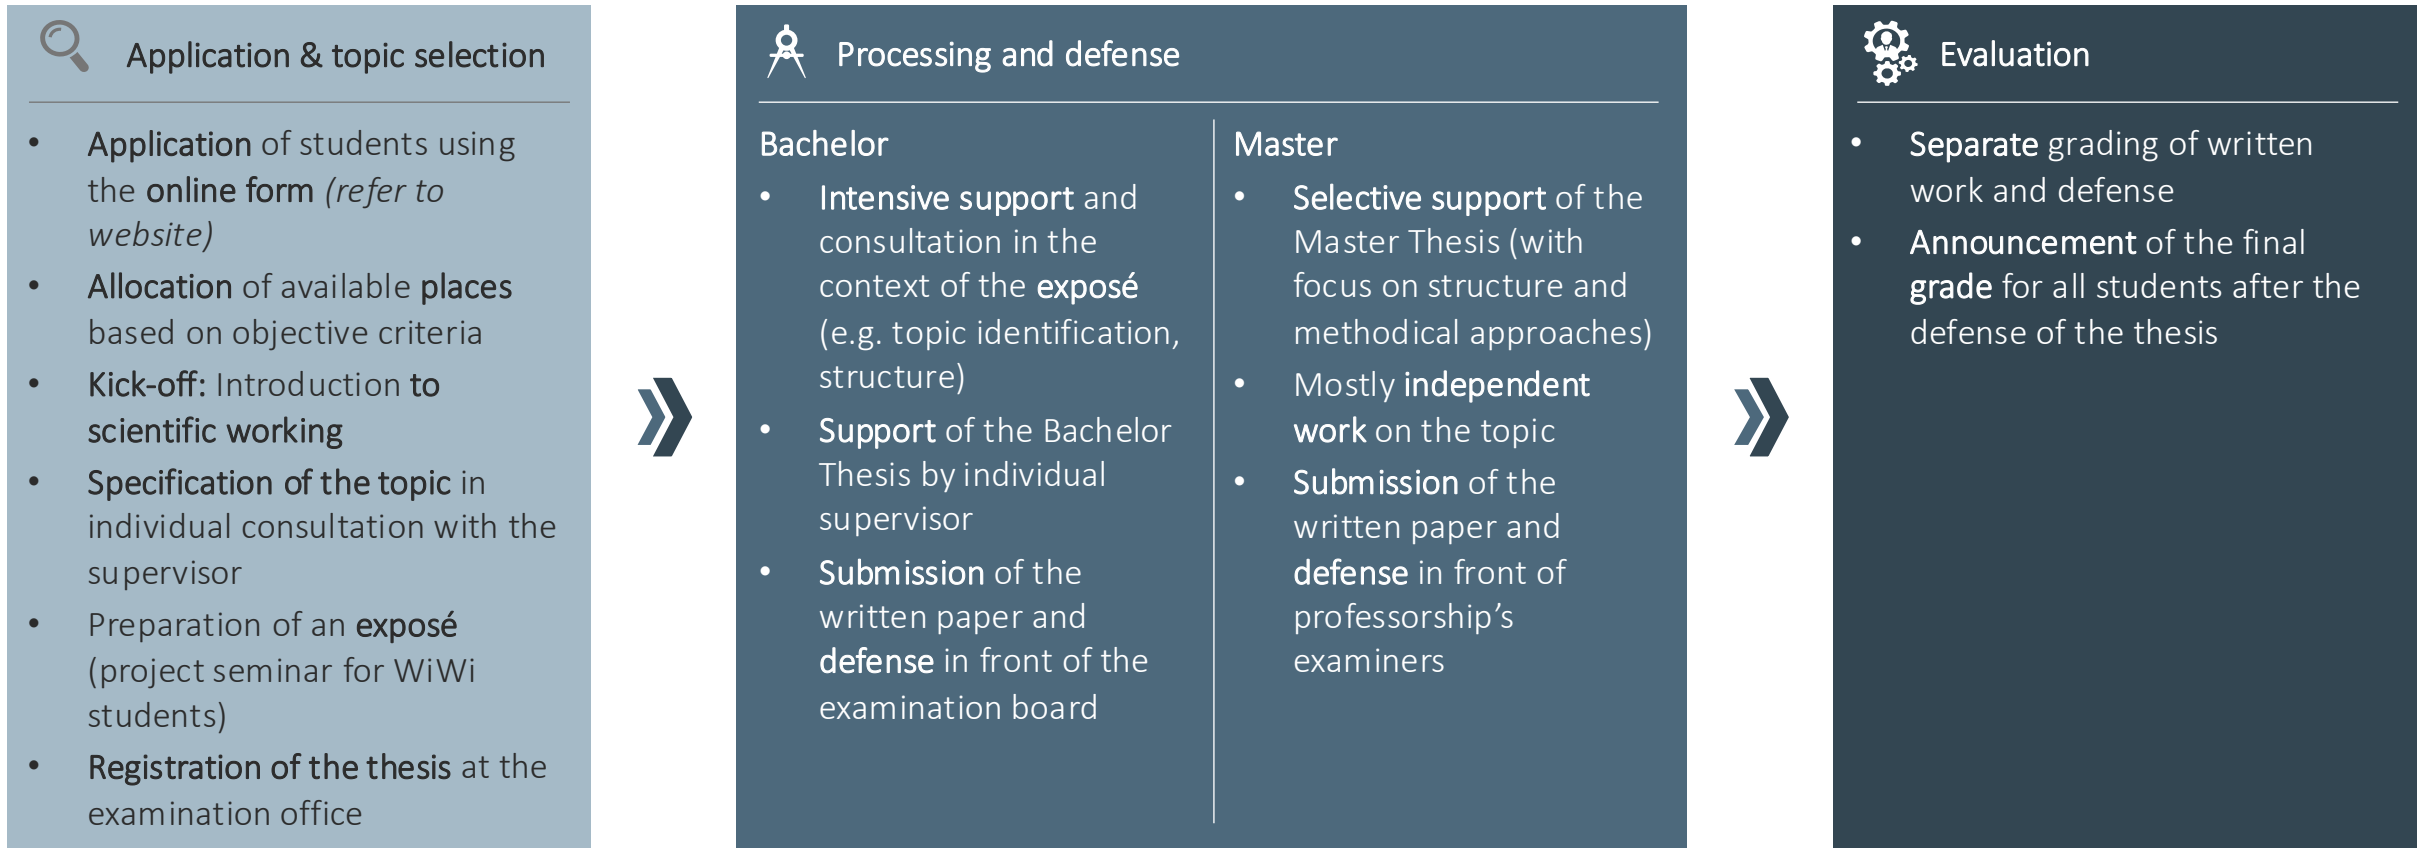 Application & topic selection
• Application of students using
the online form (refer to
website)
• Allocation of available places
based on objective criteria
• Kick-off: Introduction to
scientific working
• Specification of the topic in
individual consultation with the
supervisor
• Preparation of an exposé
(project seminar for WiWi
students)
• Registration of the thesis at the
examination office
Processing and defense
Bachelor
• Intensive support and
consultation in the
context of the exposé
(e.g. topic identification,
structure)
• Support of the Bachelor
Thesis by individual
supervisor
• Submission of the
written paper and
defense in front of the
examination board
Master
• Selective support of the
Master Thesis (with
focus on structure and
methodical approaches)
• Mostly independent
work on the topic
• Submission of the
written paper and
defense in front of
professorship’s
examiners
Evaluation
• Separate grading of written
work and defense
• Announcement of the final
grade for all students after the
defense of the thesis